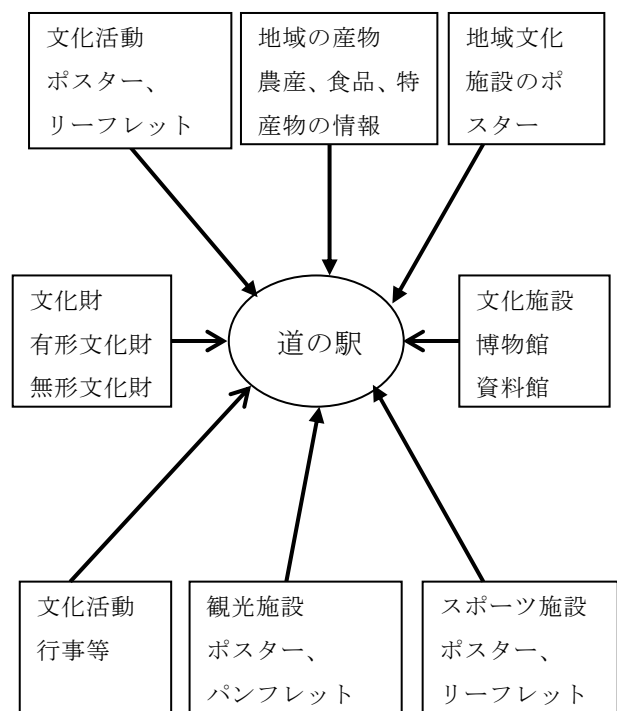 文化活動
ポスター、
リーフレット
地域の産物
農産、食品、特
産物の情報
地域文化
施設のポ
スター
文化財
有形文化財
無形文化財
道の駅
文化施設
博物館
資料館
文化活動
行事等
観光施設
ポスター、
パンフレット
スポーツ施設
ポスター、
リーフレット